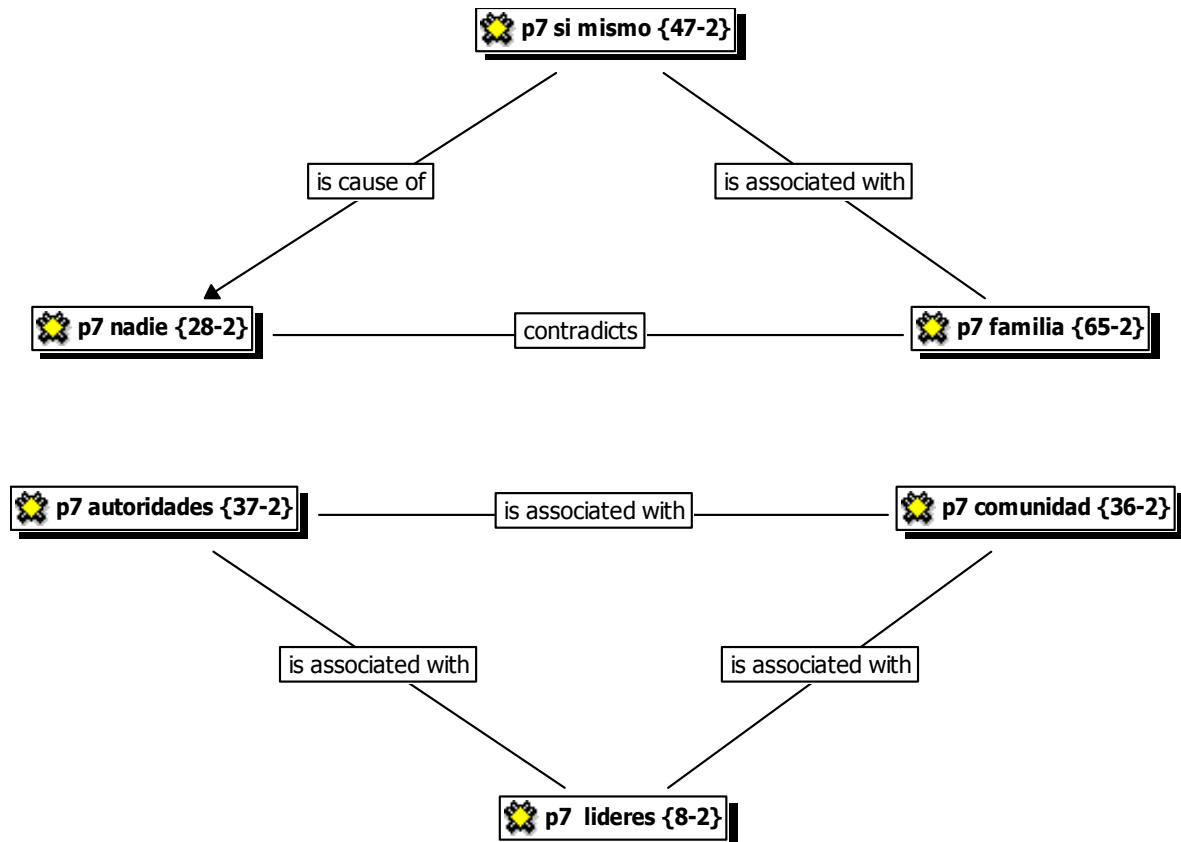 p7 si mismo {47-2}
is cause of
is associated with
p7 nadie {28-2}
contradicts
p7 familia {65-2}
p7 autoridades {37-2}
is associated with
p7 comunidad {36-2}
is associated with
is associated with
p7 lideres {8-2}